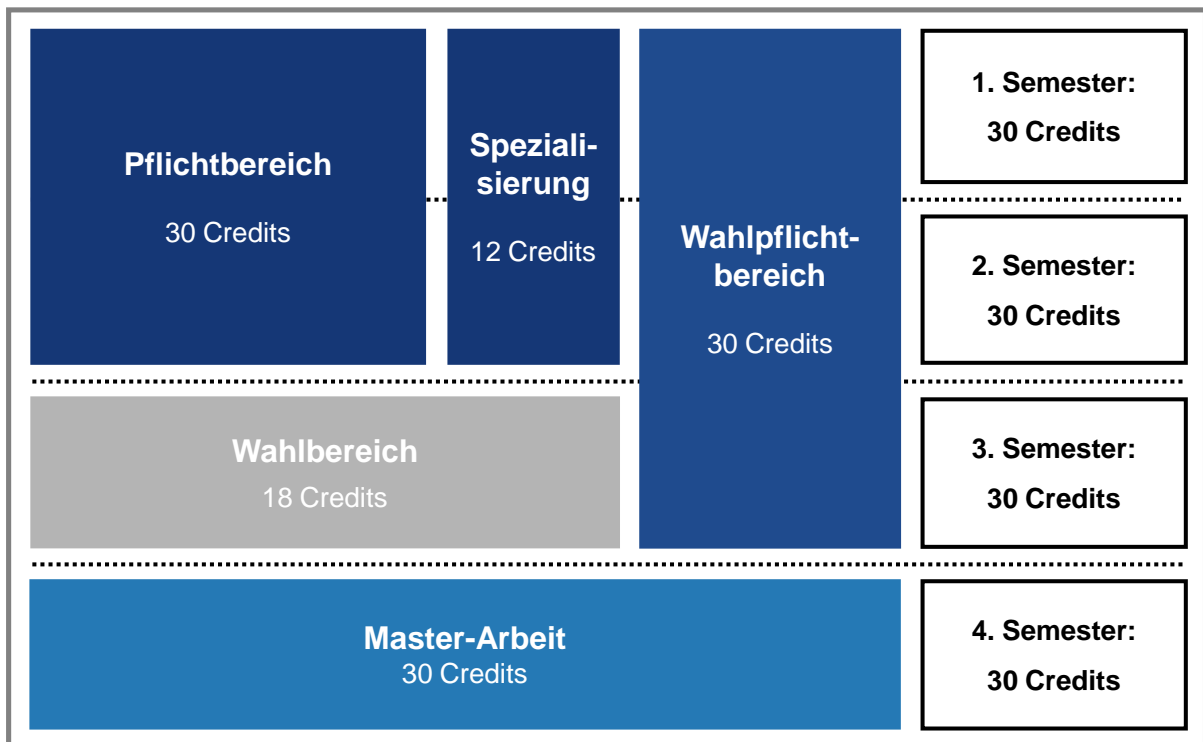 Pflichtbereich
30 Credits
Speziali-
sierung
12 Credits
Wahlpflicht-
bereich
30 Credits
1. Semester:
30 Credits
2. Semester:
30 Credits
Wahlbereich
18 Credits
3. Semester:
30 Credits
Master-Arbeit
30 Credits
4. Semester:
30 Credits